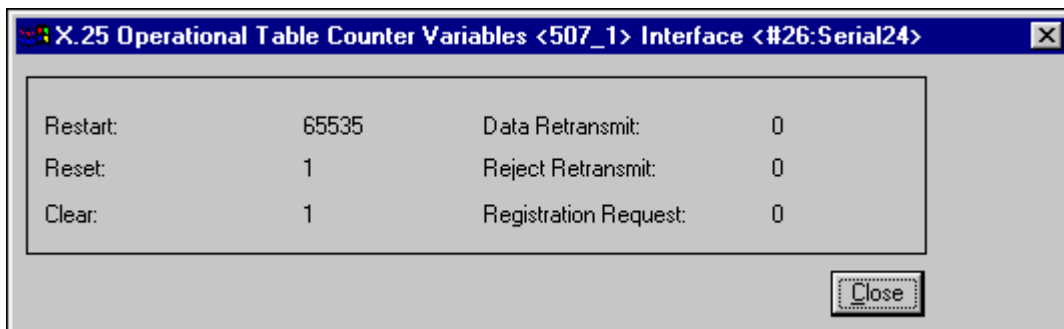 X.25 Operational Table Counter Variables <507_1> Interface <#26:Serial24>
Restart: 65535 Data Retransmit: 0
Reset: 1 Reject Retransmit: 0
Clear: 1 Registration Request: 0
Close